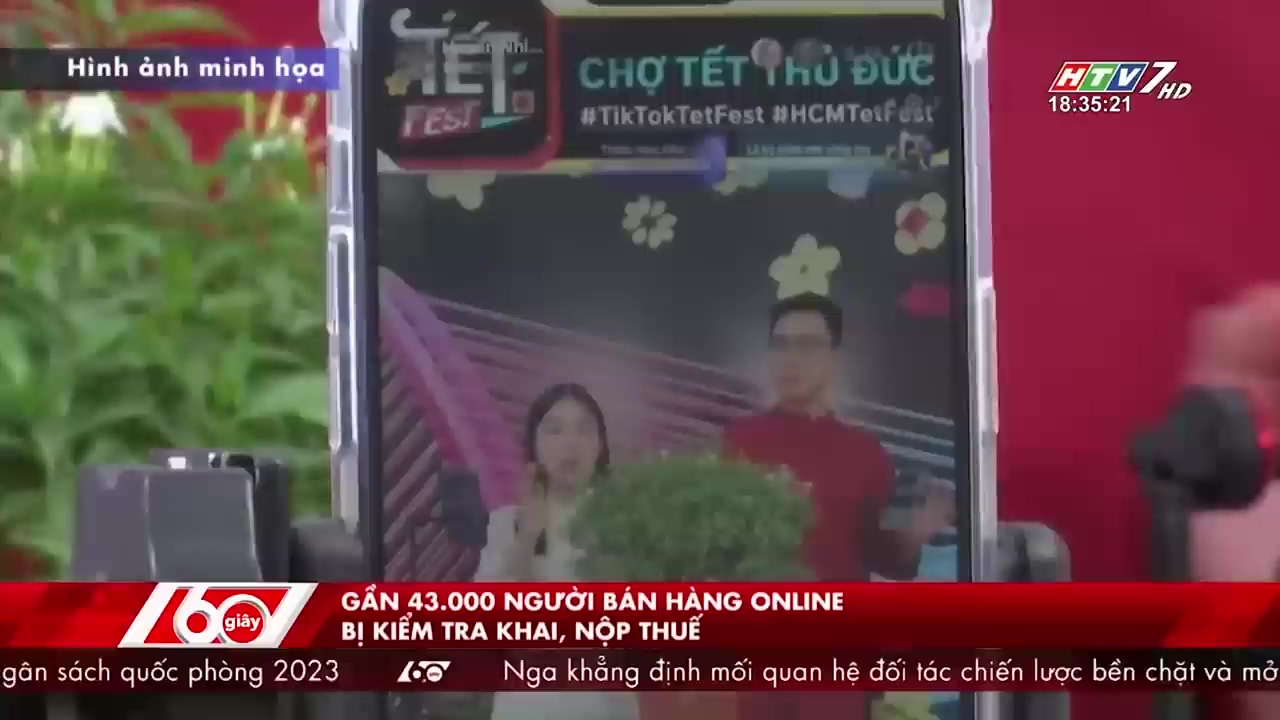 Hình ảnh minh họa
HTV7 HD
18:35:21
TẾT
FEST
CHỢ TẾT THỦ ĐỨC
#TikTokTetFest #HCMTetFest
60 giây
GẦN 43.000 NGƯỜI BÁN HÀNG ONLINE
BỊ KIỂM TRA KHAI, NỘP THUẾ
gân sách quốc phòng 2023
60 giây
Nga khẳng định mối quan hệ đối tác chiến lược bền chặt và mở